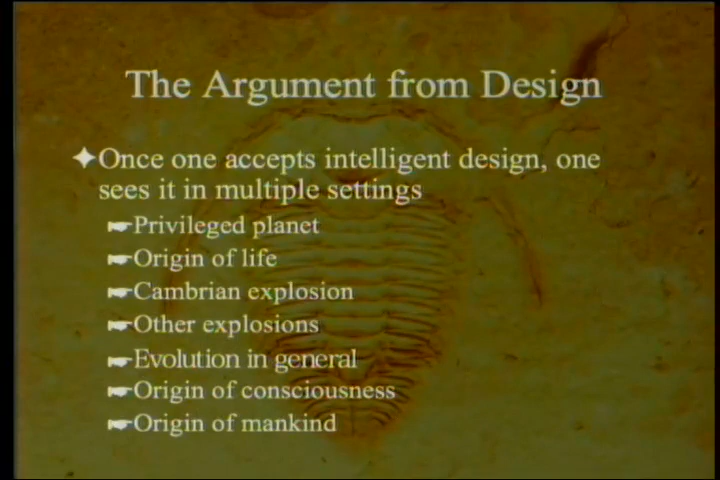 The Argument from Design
Once one accepts intelligent design, one
sees it in multiple settings
Privileged planet
Origin of life
Cambrian explosion
Other explosions
Evolution in general
Origin of consciousness
Origin of mankind